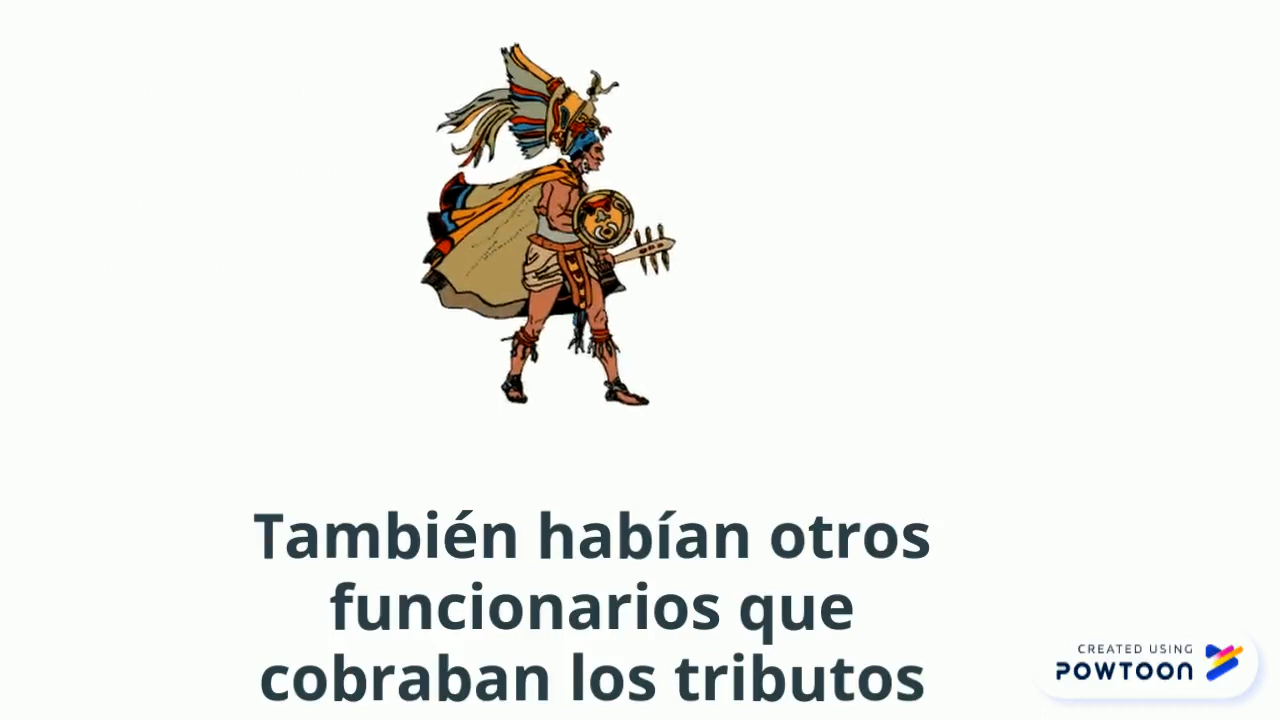 También habían otros
funcionarios que
cobraban los tributos
CREATED USING
POWTOON